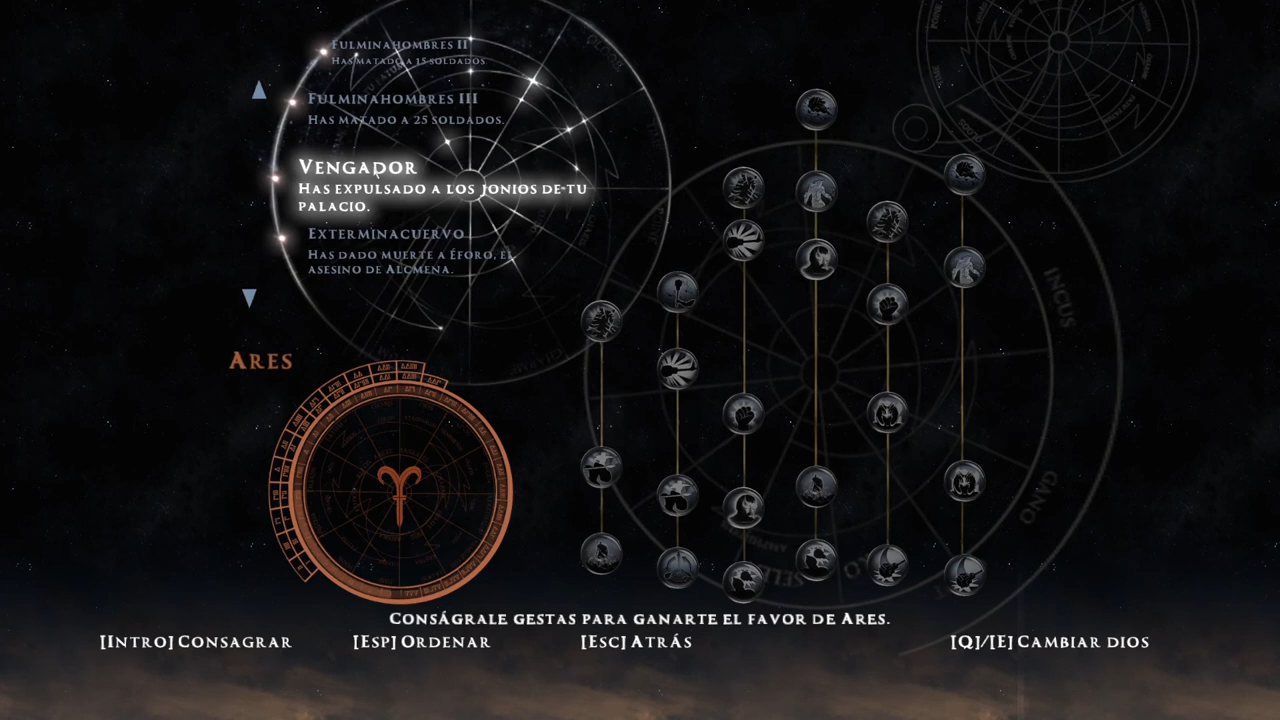 Fulminahombres II
Has matado a 15 soldados.
Fulminahombres III
Has matado a 25 soldados.
Vengador
Has expulsado a los jonios de tu
palacio.
Exterminacuervo
Has dado muerte a Éforo, el
asesino de Alcmena.
Ares
INCUS
GANO
Conságrale gestas para ganarte el favor de Ares.
[Intro] Consagrar
[Esp] Ordenar
[Esc] Atrás
[Q]/[E] Cambiar dios